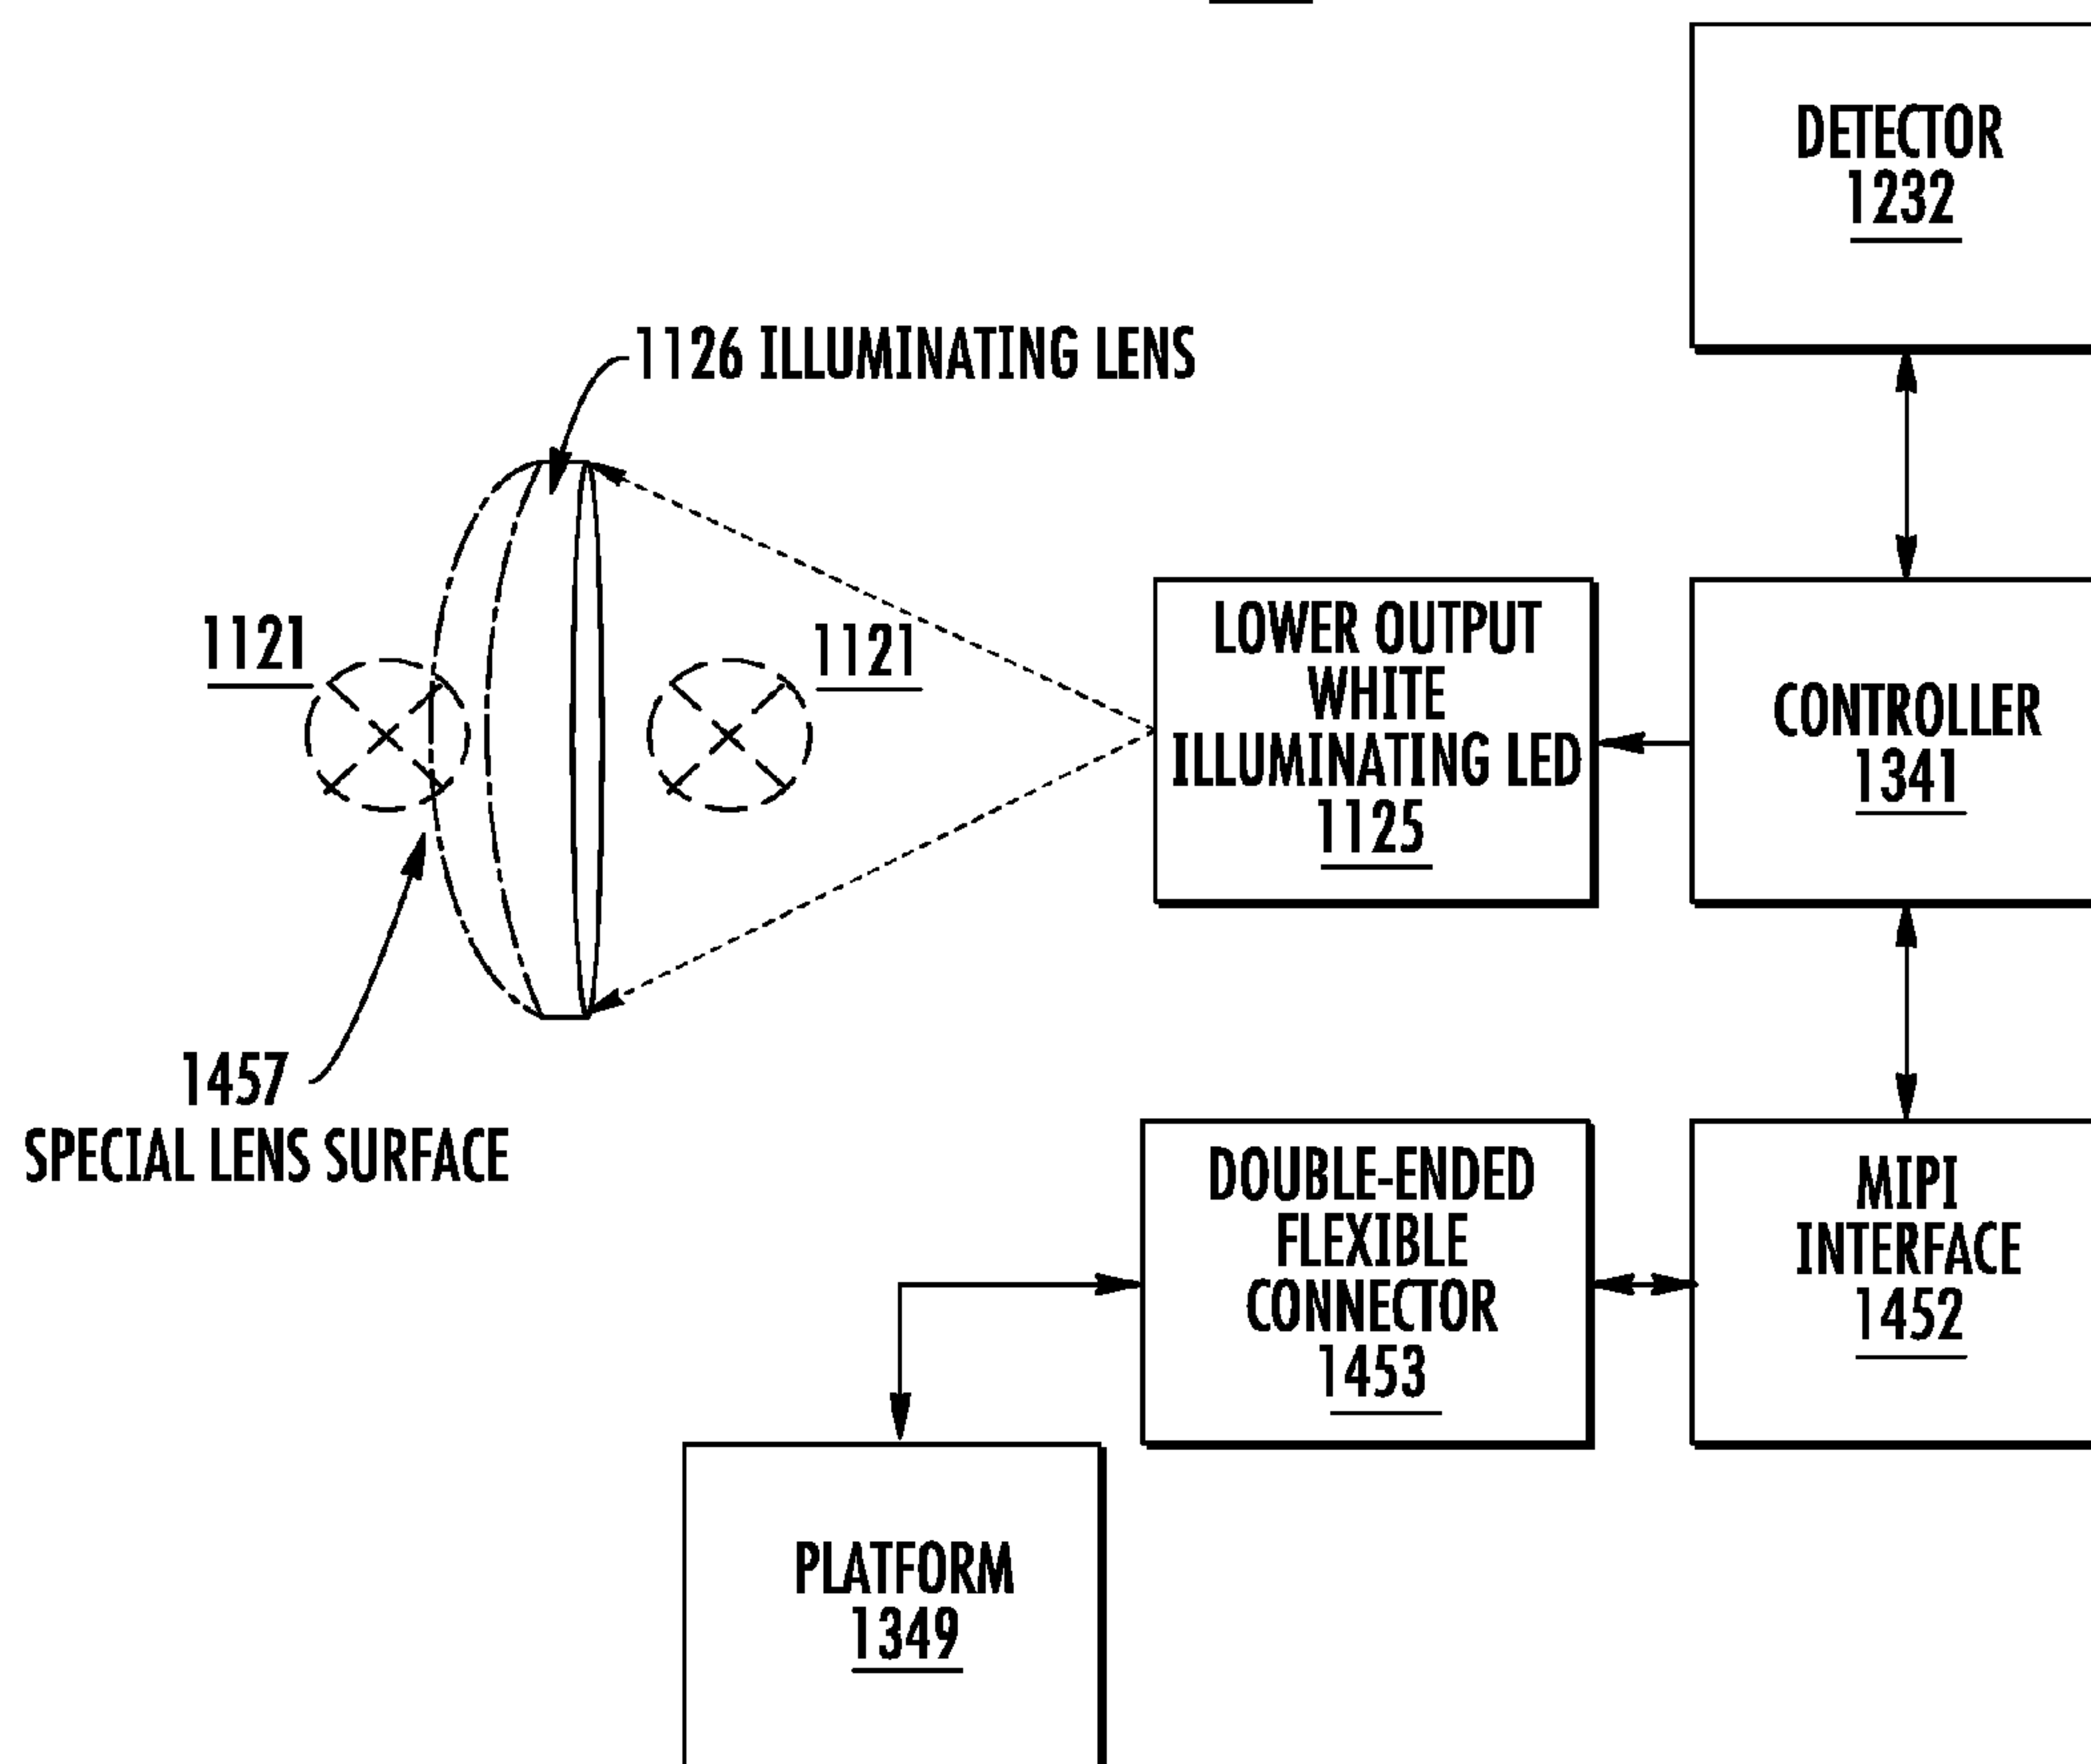 DETECTOR
1232
1126 ILLUMINATING LENS
1121
1121
LOWER OUTPUT
WHITE
ILLUMINATING LED
1125
CONTROLLER
1341
1457
SPECIAL LENS SURFACE
DOUBLE-ENDED
FLEXIBLE
CONNECTOR
1453
MIPI
INTERFACE
1452
PLATFORM
1349